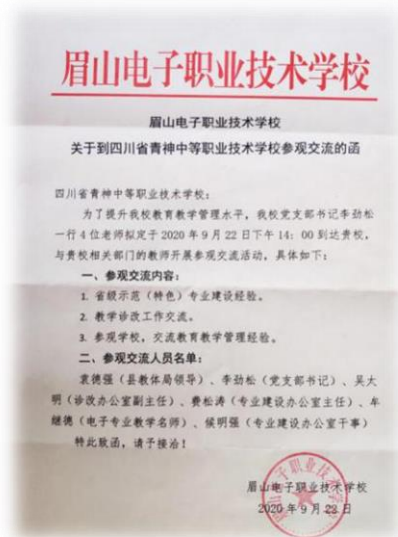 眉山电子职业技术学校
眉山电子职业技术学校
关于到四川省青神中等职业技术学校参观交流的函
四川省青神中等职业技术学校：
为了提升我校教育教学管理水平，我校党支部书记李劲松
一行4位老师拟定于2020年9月22日下午14：00到达贵校，
与贵校相关部门的教师开展参观交流活动，具体如下：
一、参观交流内容：
1. 省级示范（特色）专业建设经验。
2. 教学诊改工作交流。
3. 参观学校，交流教育教学管理经验。
二、参观交流人员名单：
袁德强（县教体局领导）、李劲松（党支部书记）、吴大
明（诊改办公室副主任）、费松涛（专业建设办公室主任）、牟
继德（电子专业教学名师）、侯明强（专业建设办公室干事）
特此致函，请予接洽！
眉山电子职业技术学校
2020年9月22日